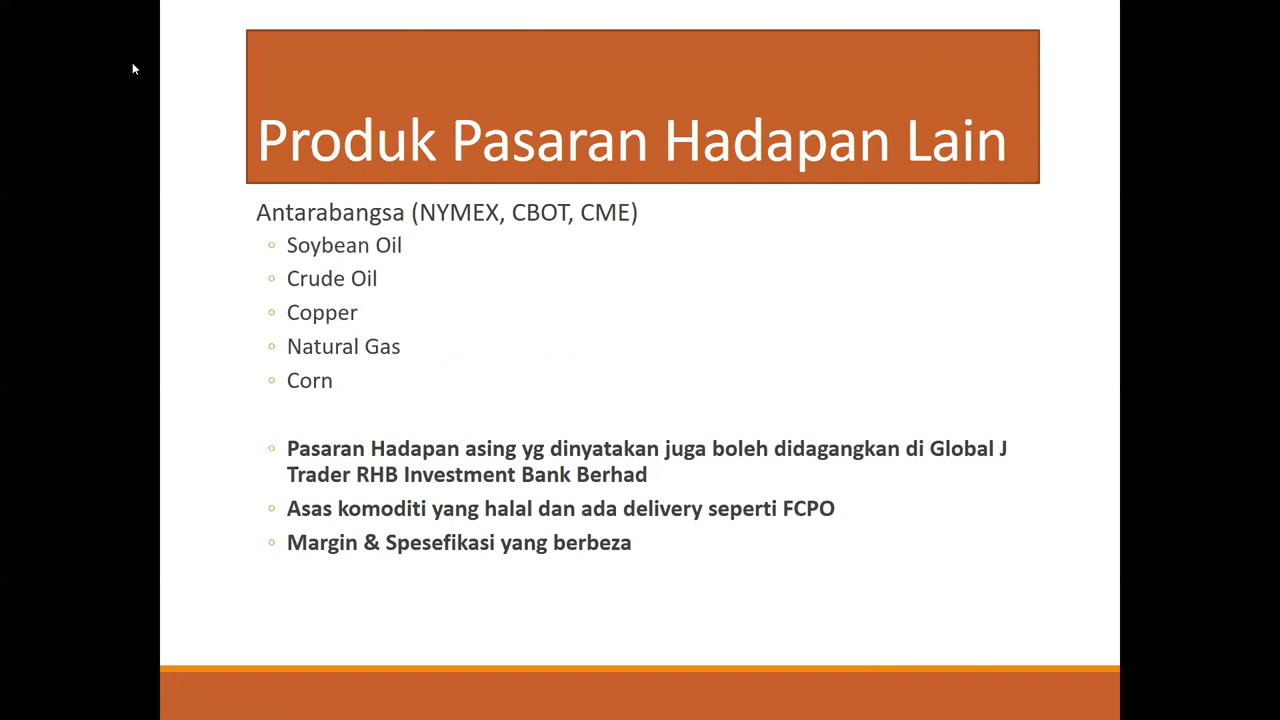 Produk Pasaran Hadapan Lain
Antarabangsa (NYMEX, CBOT, CME)
Soybean Oil
Crude Oil
Copper
Natural Gas
Corn
Pasaran Hadapan asing yg dinyatakan juga boleh didagangkan di Global J
Trader RHB Investment Bank Berhad
Asas komoditi yang halal dan ada delivery seperti FCPO
Margin & Spesefikasi yang berbeza